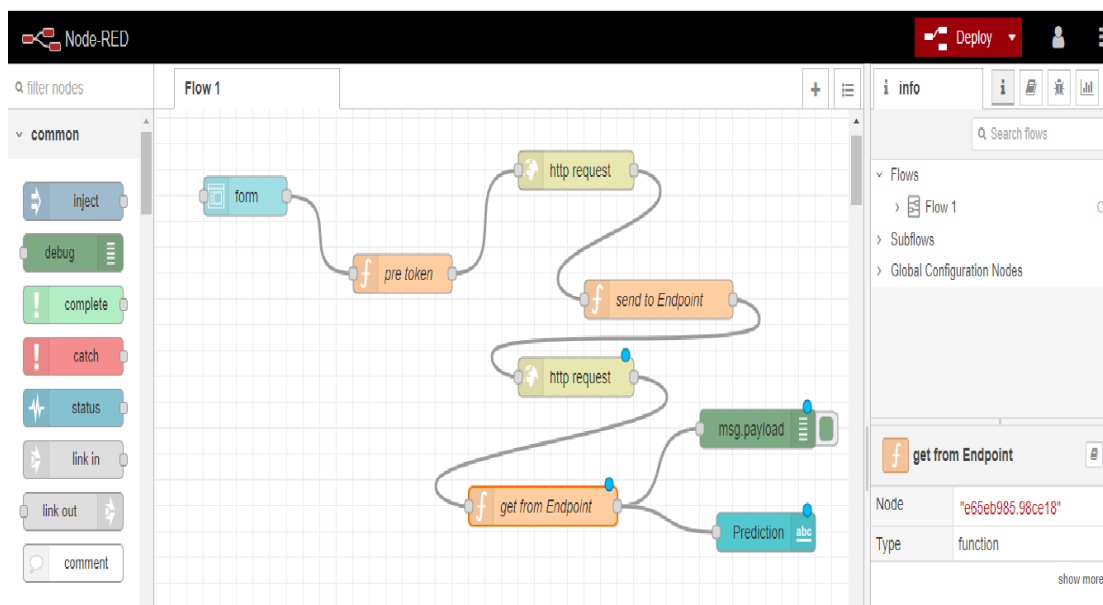 Node-RED
Deploy
filter nodes
Flow 1
info
i
Search flows
common
inject
debug
complete
catch
status
link in
link out
comment
form
pre token
http request
send to Endpoint
http request
msg.payload
get from Endpoint
Prediction
abc
Flows
Flow 1
Subflows
Global Configuration Nodes
get from Endpoint
Node "e65eb985.98ce18"
Type function
show more